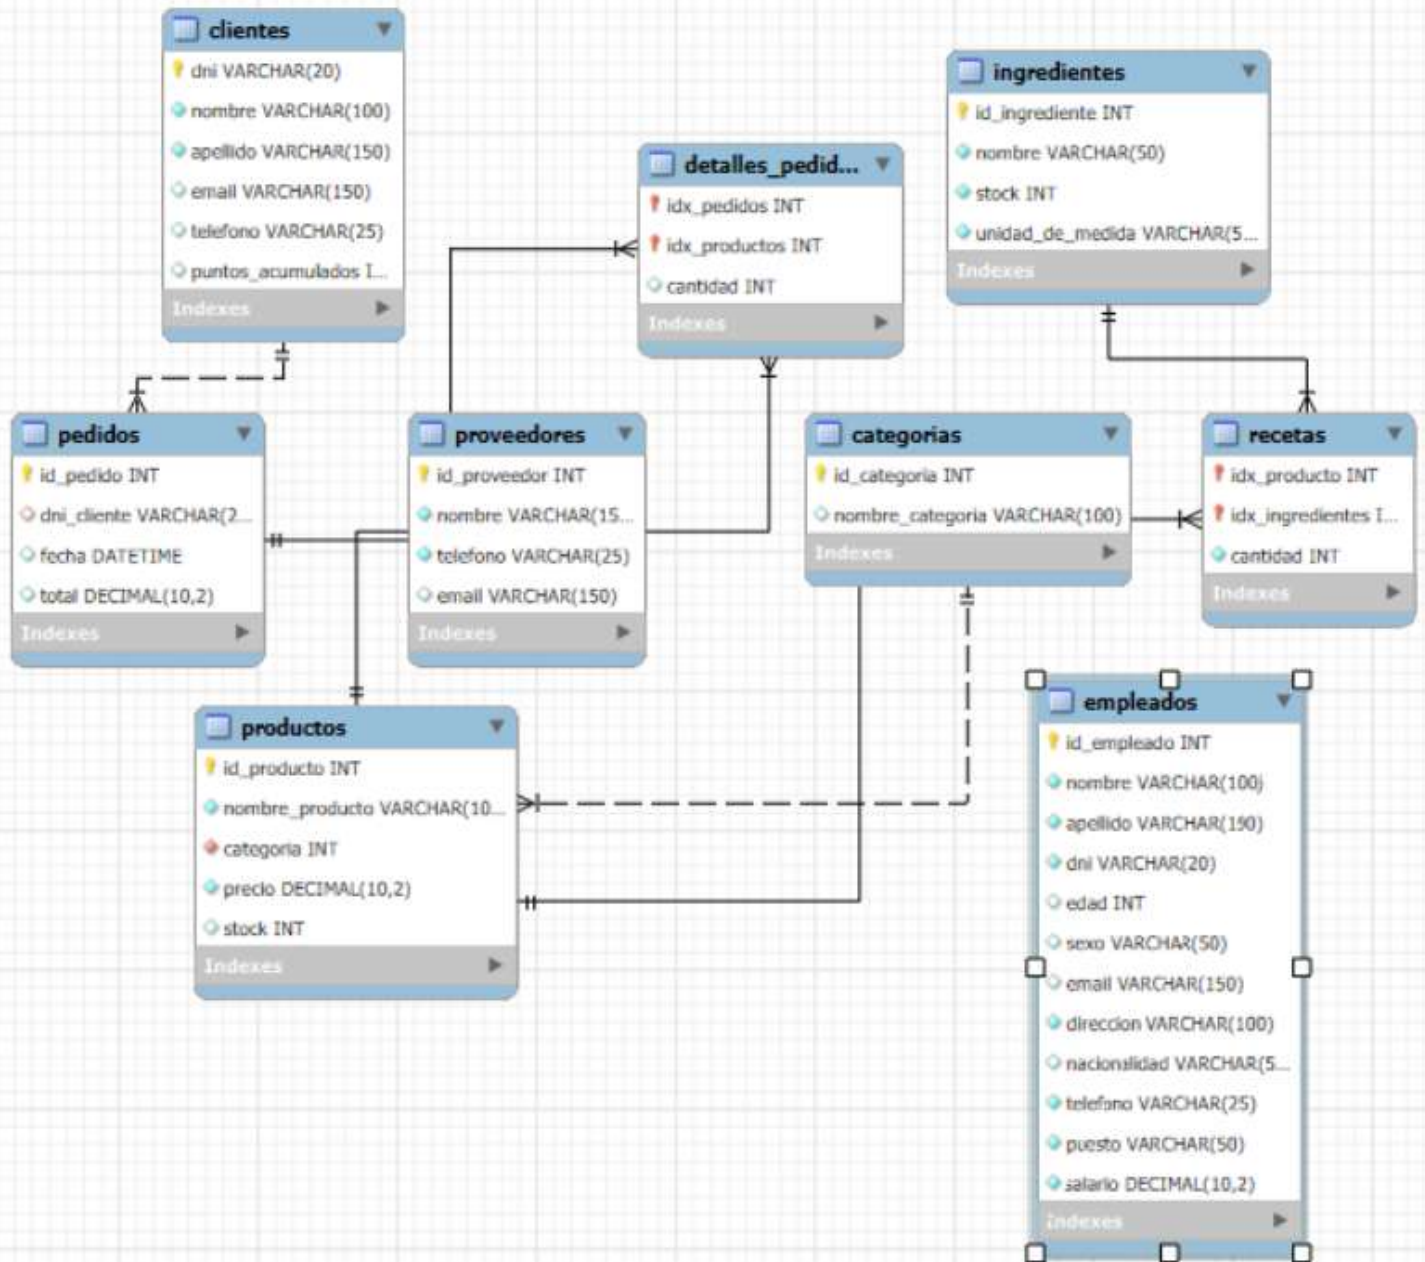 clientes
dni VARCHAR(20)
nombre VARCHAR(100)
apellido VARCHAR(150)
email VARCHAR(150)
telefono VARCHAR(25)
puntos_acumulados I...
Indexes
ingredientes
id_ingrediente INT
nombre VARCHAR(50)
stock INT
unidad_de_medida VARCHAR(5...
Indexes
detalles_pedid...
idx_pedidos INT
idx_productos INT
cantidad INT
Indexes
pedidos
id_pedido INT
dni_cliente VARCHAR(2...
fecha DATETIME
total DECIMAL(10,2)
Indexes
proveedores
id_proveedor INT
nombre VARCHAR(15...
telefono VARCHAR(25)
email VARCHAR(150)
Indexes
categorias
id_categoria INT
nombre_categoria VARCHAR(100)
Indexes
recetas
idx_producto INT
idx_ingredientes I...
cantidad INT
Indexes
productos
id_producto INT
nombre_producto VARCHAR(10...
categoria INT
precio DECIMAL(10,2)
stock INT
Indexes
empleados
id_empleado INT
nombre VARCHAR(100)
apellido VARCHAR(150)
dni VARCHAR(20)
edad INT
sexo VARCHAR(50)
email VARCHAR(150)
direccion VARCHAR(100)
nacionalidad VARCHAR(5...
telefono VARCHAR(25)
puesto VARCHAR(50)
salario DECIMAL(10,2)
Indexes